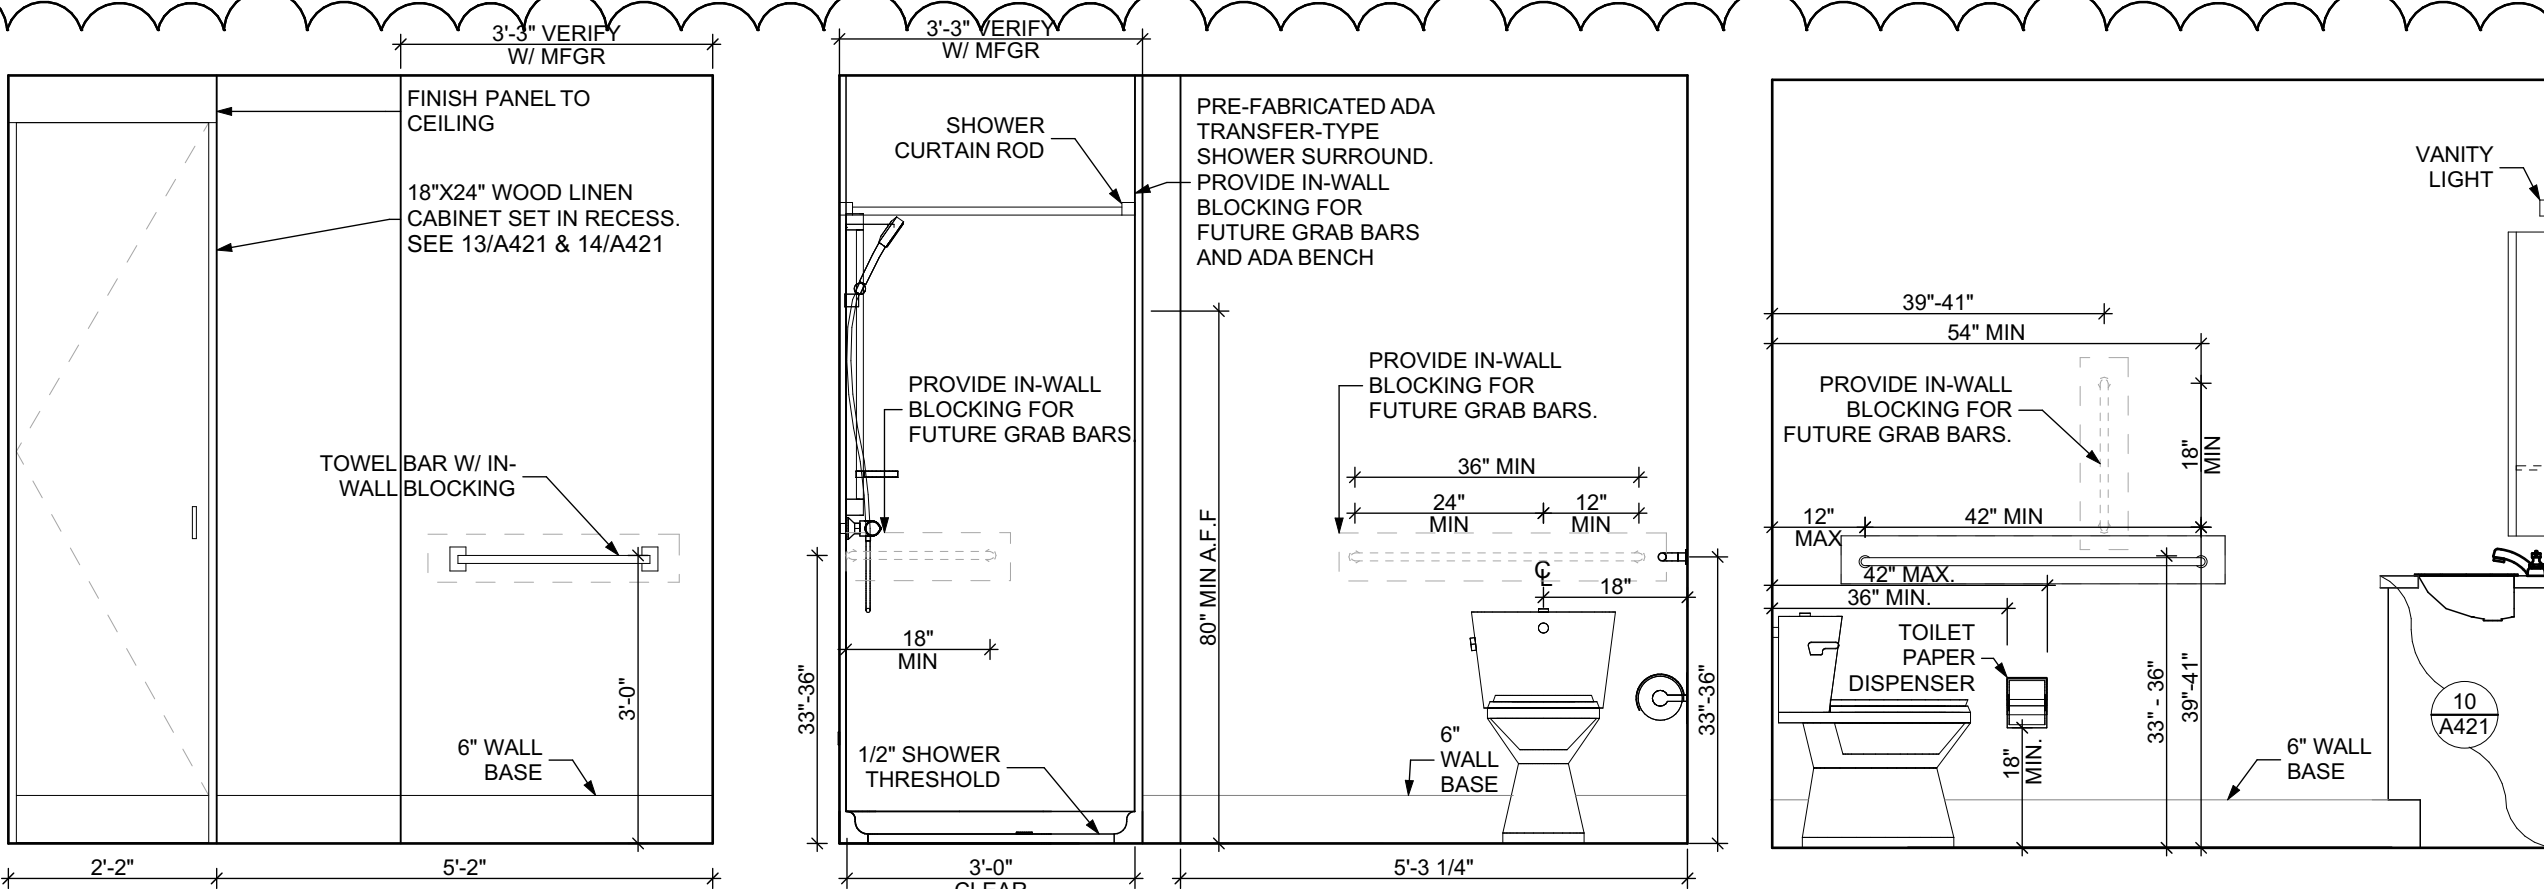 3'-3" VERIFY
W/ MFGR
FINISH PANEL TO
CEILING
18"X24" WOOD LINEN
CABINET SET IN RECESS.
SEE 13/A421 & 14/A421
TOWEL BAR W/ IN-
WALL BLOCKING
3'-0"
6" WALL
BASE
2'-2"
5'-2"
3'-3" VERIFY
W/ MFGR
SHOWER
CURTAIN ROD
PRE-FABRICATED ADA
TRANSFER-TYPE
SHOWER SURROUND.
PROVIDE IN-WALL
BLOCKING FOR
FUTURE GRAB BARS
AND ADA BENCH
PROVIDE IN-WALL
BLOCKING FOR
FUTURE GRAB BARS.
PROVIDE IN-WALL
BLOCKING FOR
FUTURE GRAB BARS.
36" MIN
24"
MIN
12"
MIN
80" MIN A.F.F
CL
18"
18"
MIN
33"-36"
33"-36"
1/2" SHOWER
THRESHOLD
6"
WALL
BASE
3'-0"
CLEAR
5'-3 1/4"
VANITY
LIGHT
39"-41"
54" MIN
PROVIDE IN-WALL
BLOCKING FOR
FUTURE GRAB BARS.
18"
MIN
12"
MAX
42" MIN
42" MAX.
36" MIN.
TOILET
PAPER
DISPENSER
18"
MIN.
33" - 36"
39"-41"
10
A421
6" WALL
BASE